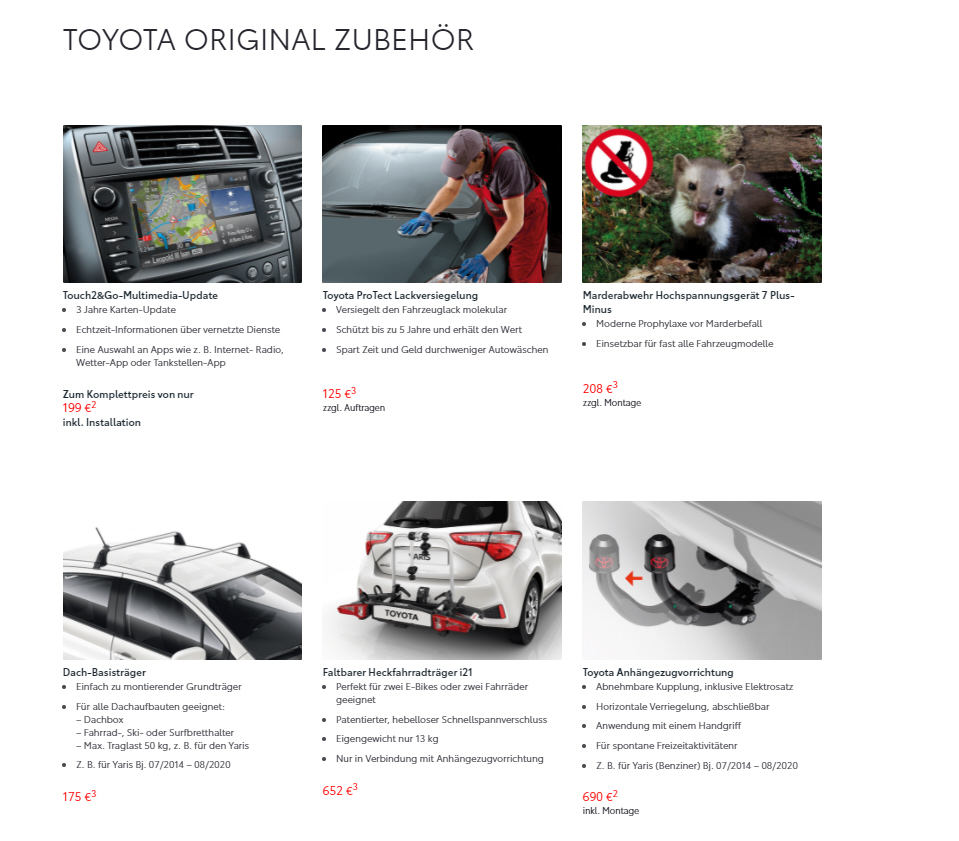 TOYOTA ORIGINAL ZUBEHÖR
Touch2&Go-Multimedia-Update
• 3 Jahre Karten-Update
• Echtzeit-Informationen über vernetzte Dienste
• Eine Auswahl an Apps wie z. B. Internet- Radio,
Wetter-App oder Tankstellen-App
Zum Komplettpreis von nur
199 €2
inkl. Installation
Toyota ProTect Lackversiegelung
• Versiegelt den Fahrzeuglack molekular
• Schützt bis zu 5 Jahre und erhält den Wert
• Spart Zeit und Geld durchweniger Autowäschen
125 €3
zzgl. Auftragen
Marderabwehr Hochspannungsgerät 7 Plus-
Minus
• Moderne Prophylaxe vor Marderbefall
• Einsetzbar für fast alle Fahrzeugmodelle
208 €3
zzgl. Montage
Dach-Basisträger
• Einfach zu montierender Grundträger
• Für alle Dachaufbauten geeignet:
– Dachbox
– Fahrrad-, Ski- oder Surfbretthalter
– Max. Traglast 50 kg, z. B. für den Yaris
• Z. B. für Yaris Bj. 07/2014 – 08/2020
175 €3
YARIS
TOYOTA
Faltbarer Heckfahrradträger i21
• Perfekt für zwei E-Bikes oder zwei Fahrräder
geeignet
• Patentierter, hebelloser Schnellspannverschluss
• Eigengewicht nur 13 kg
• Nur in Verbindung mit Anhängezugvorrichtung
652 €3
Toyota Anhängezugvorrichtung
• Abnehmbare Kupplung, inklusive Elektrosatz
• Horizontale Verriegelung, abschließbar
• Anwendung mit einem Handgriff
• Für spontane Freizeitaktivitätenr
• Z. B. für Yaris (Benziner) Bj. 07/2014 – 08/2020
690 €2
inkl. Montage